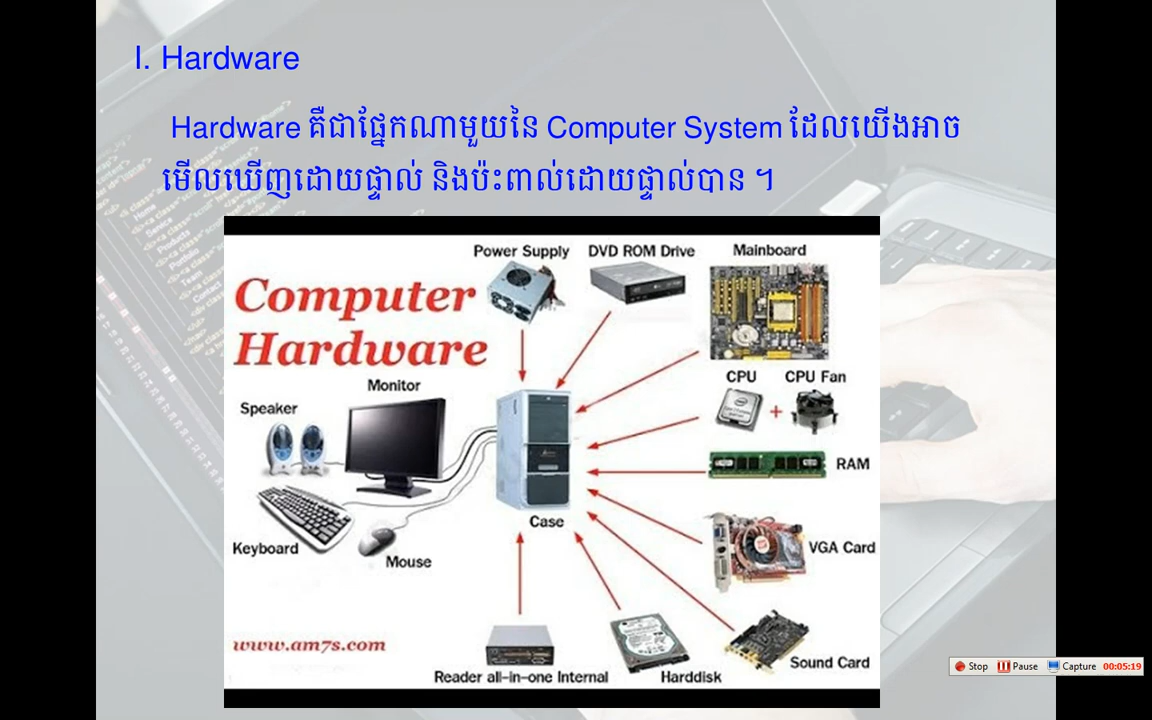 I. Hardware
Hardware គឺជាផ្នែកណាមួយនៃ Computer System ដែលយើងអាច
មើលឃើញដោយផ្ទាល់ និងប៉ះពាល់ដោយផ្ទាល់បាន ។
Power Supply
DVD ROM Drive
Mainboard
Computer
Hardware
CPU
CPU Fan
Monitor
Speaker
RAM
Case
Keyboard
Mouse
VGA Card
www.am7s.com
Reader all-in-one Internal
Harddisk
Sound Card
Stop Pause Capture 00:05:19